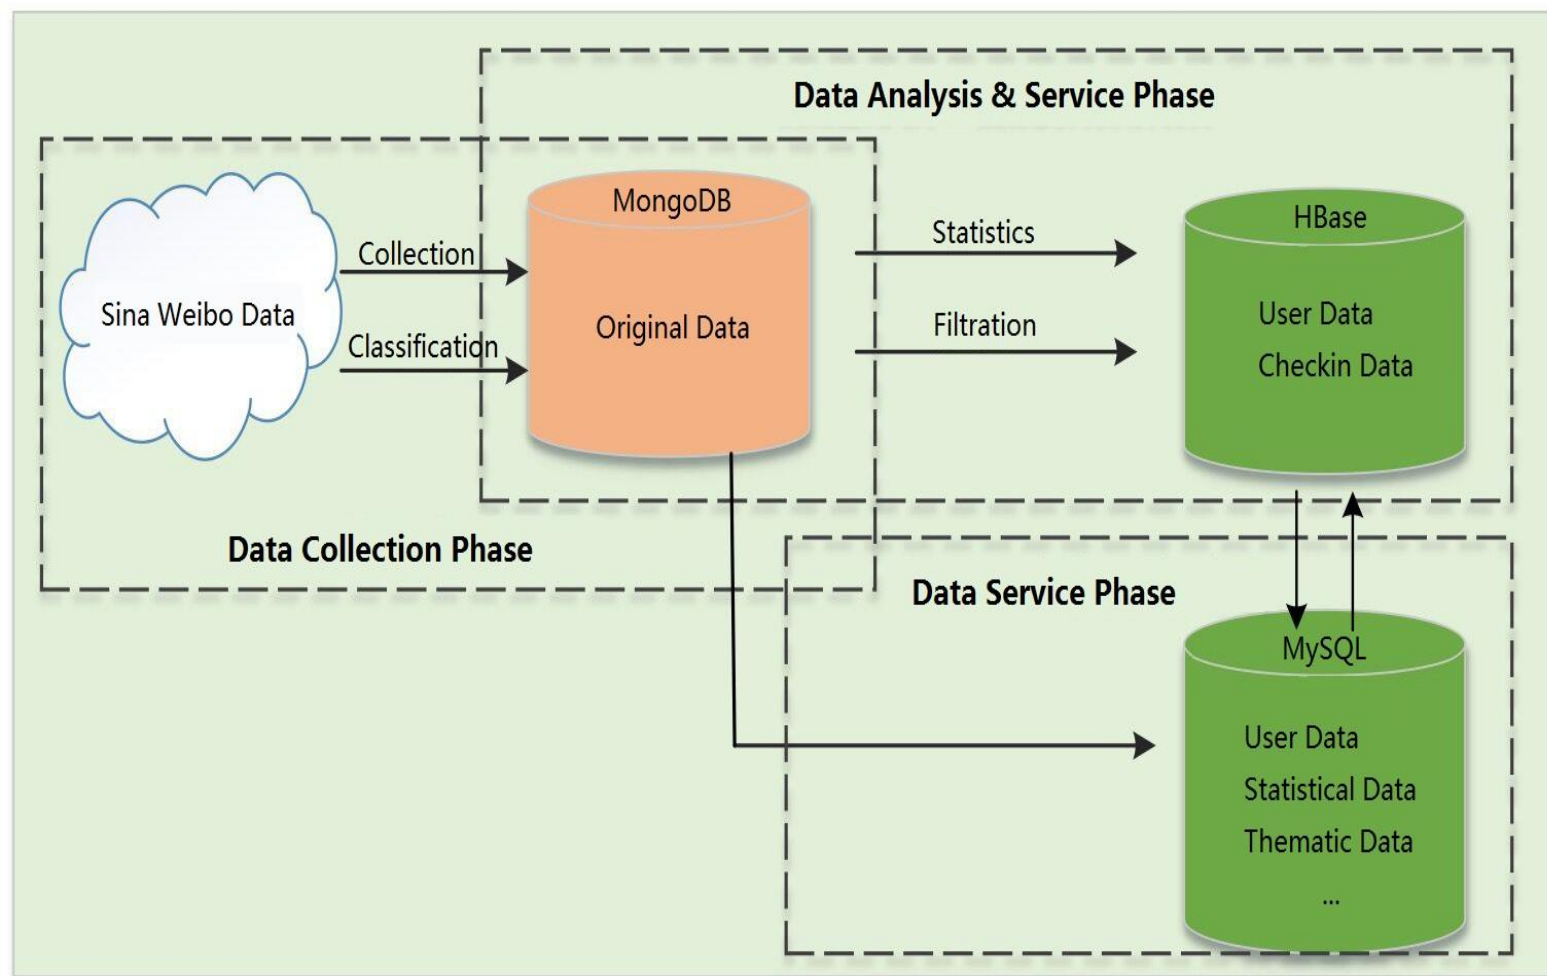 Data Analysis & Service Phase
MongoDB
HBase
Collection
Statistics
Sina Weibo Data
Original Data
User Data
Classification
Filtration
Checkin Data
Data Collection Phase
Data Service Phase
MySQL
User Data
Statistical Data
Thematic Data
...